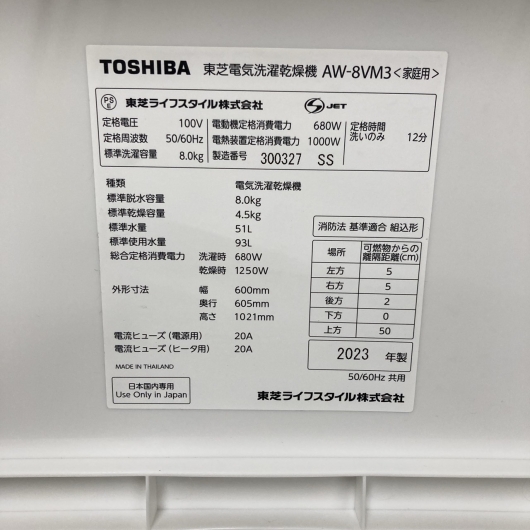 TOSHIBA 東芝電気洗濯乾燥機 AW-8VM3<家庭用>
PS E 東芝ライフスタイル株式会社 S JET
定格電圧 100V 電動機定格消費電力 680W 定格時間
定格周波数 50/60Hz 電熱装置定格消費電力 1000W 洗いのみ 12分
標準洗濯容量 8.0kg 製造番号 300327 SS
種類 電気洗濯乾燥機
標準脱水容量 8.0kg
標準乾燥容量 4.5kg
標準水量 51L
標準使用水量 93L
総合定格消費電力 洗濯時 680W
乾燥時 1250W
外形寸法 幅 600mm
奥行 605mm
高さ 1021mm
電流ヒューズ (電源用) 20A
電流ヒューズ (ヒータ用) 20A
MADE IN THAILAND
日本国内専用
Use Only in Japan
消防法 基準適合 組込形
場所 可燃物からの離隔距離(cm)
左方 5
右方 5
後方 2
下方 0
上方 50
2023 年製
50/60Hz 共用
東芝ライフスタイル株式会社